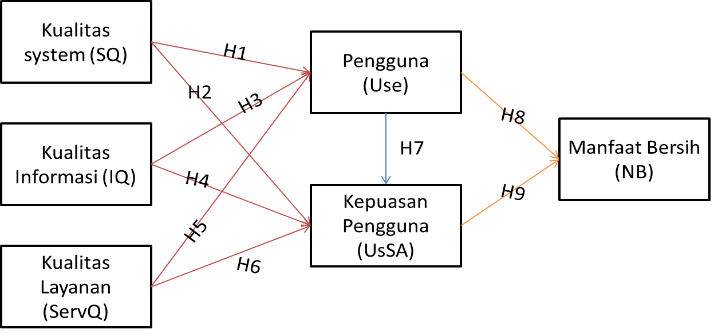 Kualitas
system (SQ)
H1
Pengguna
(Use)
H2
H3
H8
Kualitas
Informasi (IQ)
H7
Manfaat Bersih
(NB)
H4
Kepuasan
Pengguna
(UsSA)
H9
H5
Kualitas
Layanan
(ServQ)
H6